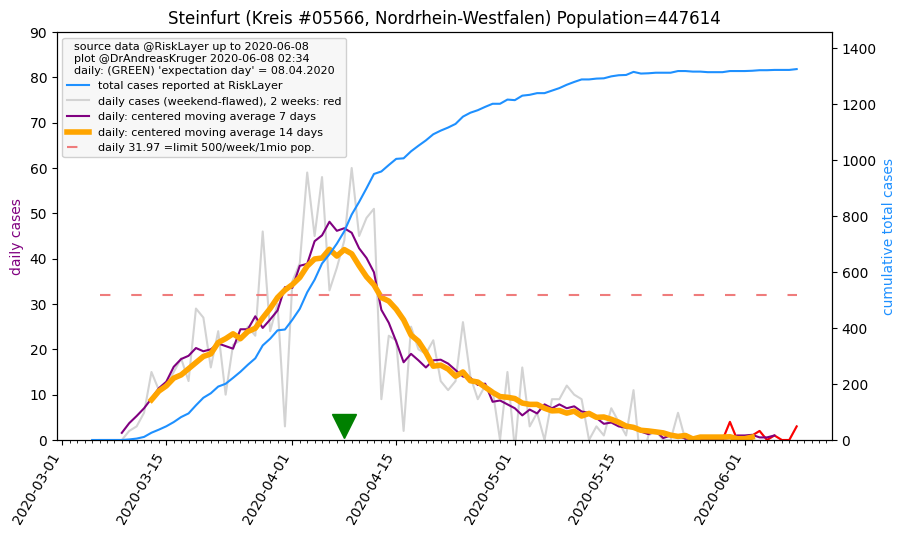 Steinfurt (Kreis #05566, Nordrhein-Westfalen) Population=447614
source data @RiskLayer up to 2020-06-08
plot @DrAndreasKruger 2020-06-08 02:34
daily: (GREEN) 'expectation day' = 08.04.2020
total cases reported at RiskLayer
daily cases (weekend-flawed), 2 weeks: red
daily: centered moving average 7 days
daily: centered moving average 14 days
daily 31.97 =limit 500/week/1mio pop.
daily cases
90
80
70
60
50
40
30
20
10
0
1400
1200
1000
800
600
400
200
0
cumulative total cases
2020-03-01
2020-03-15
2020-04-01
2020-04-15
2020-05-01
2020-05-15
2020-06-01